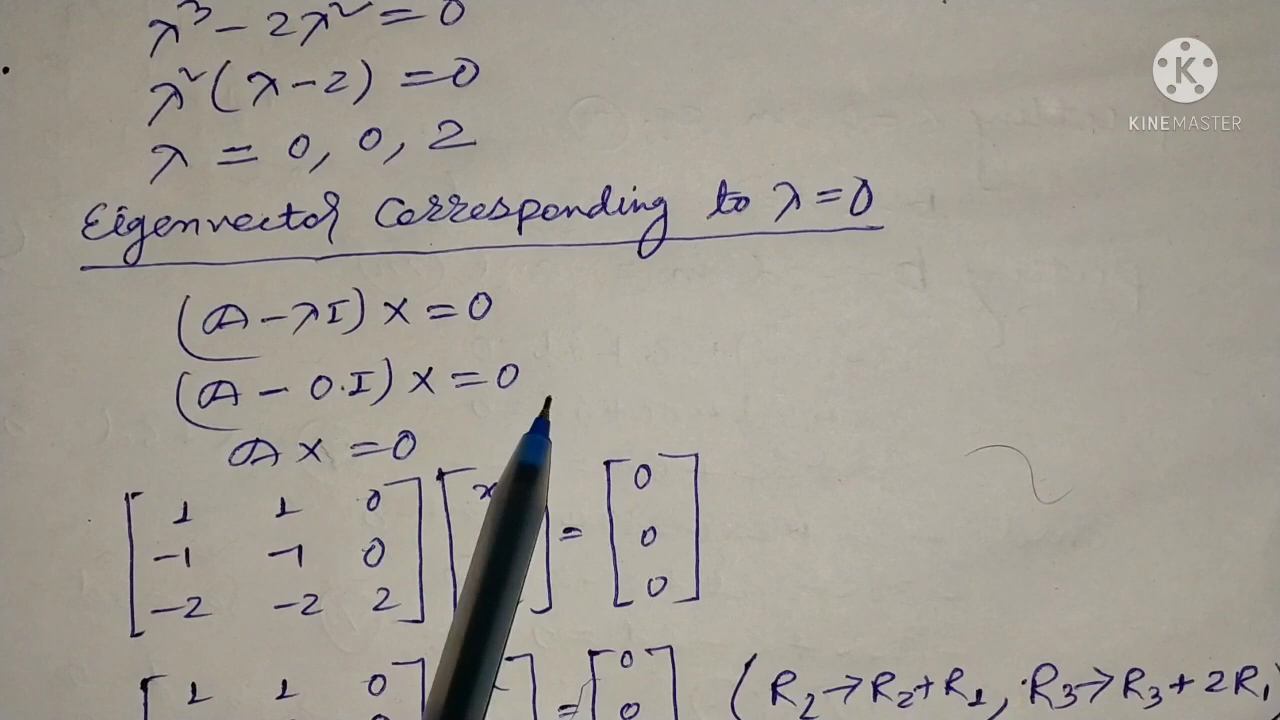 λ³ - 2λ² = 0
λ²(λ-2) = 0
λ = 0, 0, 2
KINEMASTER
Eigenvector Corresponding to λ=0
(A-λI) X = 0
(A - 0.I) X = 0
A X = 0
[1 1 0] [x = [0]
[-1 -1 0] [0]
[-2 -2 2] [0]
[1 1 0 = [0 (R₂→R₂+R₁, R₃→R₃+2R₁